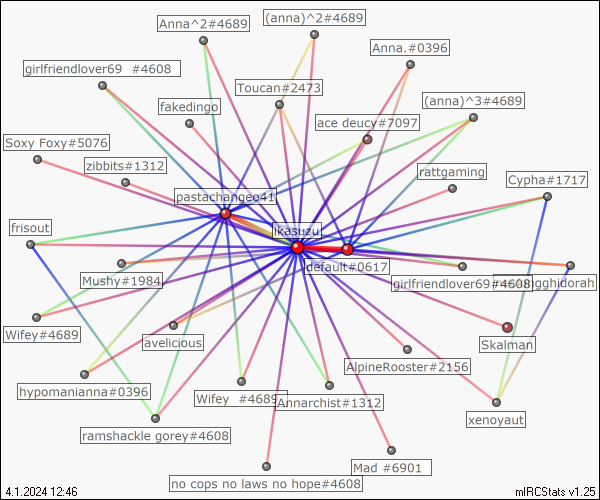 Anna^2#4689
(anna)^2#4689
Anna.#0396
girlfriendlover69 #4608
Toucan#2473
(anna)^3#4689
fakedingo
ace deucy#7097
Soxy Foxy#5076
zibbits#1312
rattgaming
Cypha#1717
pastachangeo41
frisout
ikasuzu
default#0617
Mushy#1984
girlfriendlover69#4608
gghidorah
Wifey#4689
avelicious
Skalman
AlpineRooster#2156
hypomanianna#0396
Wifey #4689
Annarchist#1312
xenoyaut
ramshackle gorey#4608
Mad #6901
no cops no laws no hope#4608
4.1.2024 12:46
mIRCStats v1.25